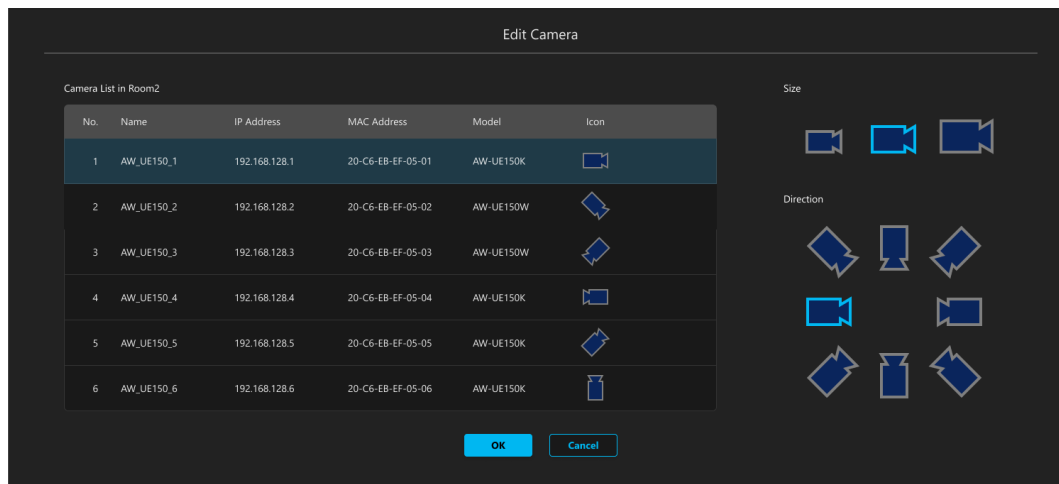 Edit Camera
Camera List in Room2
Size
No. Name IP Address MAC Address Model Icon
1 AW_UE150_1 192.168.128.1 20-C6-EB-EF-05-01 AW-UE150K
2 AW_UE150_2 192.168.128.2 20-C6-EB-EF-05-02 AW-UE150W
Direction
3 AW_UE150_3 192.168.128.3 20-C6-EB-EF-05-03 AW-UE150W
4 AW_UE150_4 192.168.128.4 20-C6-EB-EF-05-04 AW-UE150K
5 AW_UE150_5 192.168.128.5 20-C6-EB-EF-05-05 AW-UE150K
6 AW_UE150_6 192.168.128.6 20-C6-EB-EF-05-06 AW-UE150K
OK Cancel